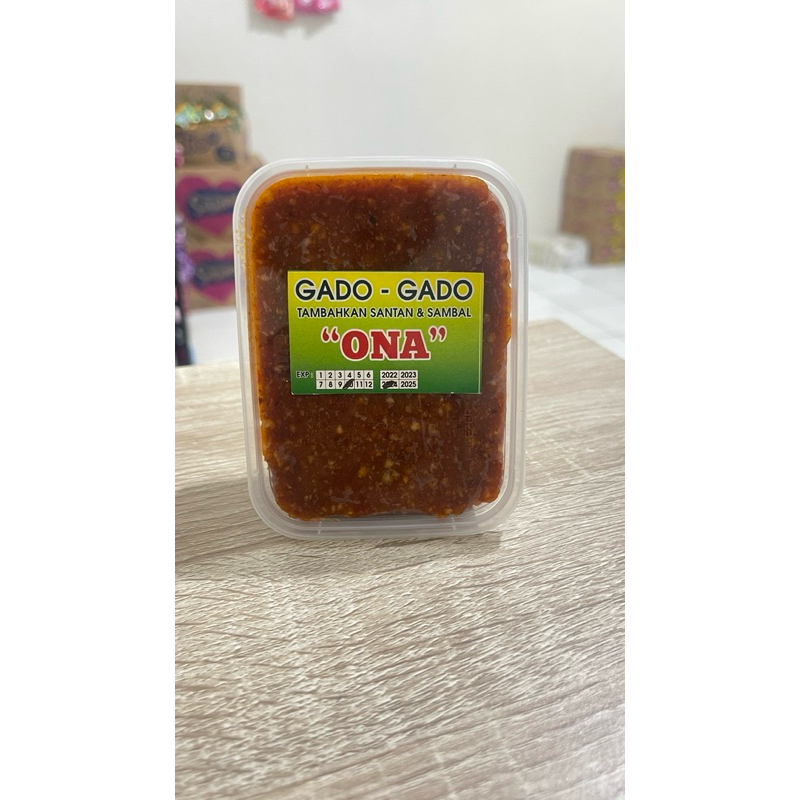 GADO - GADO
TAMBAHKAN SANTAN & SAMBAL
“ONA”
EXP : 1 2 3 4 5 6 2022 2023
7 8 9 11 12 2025